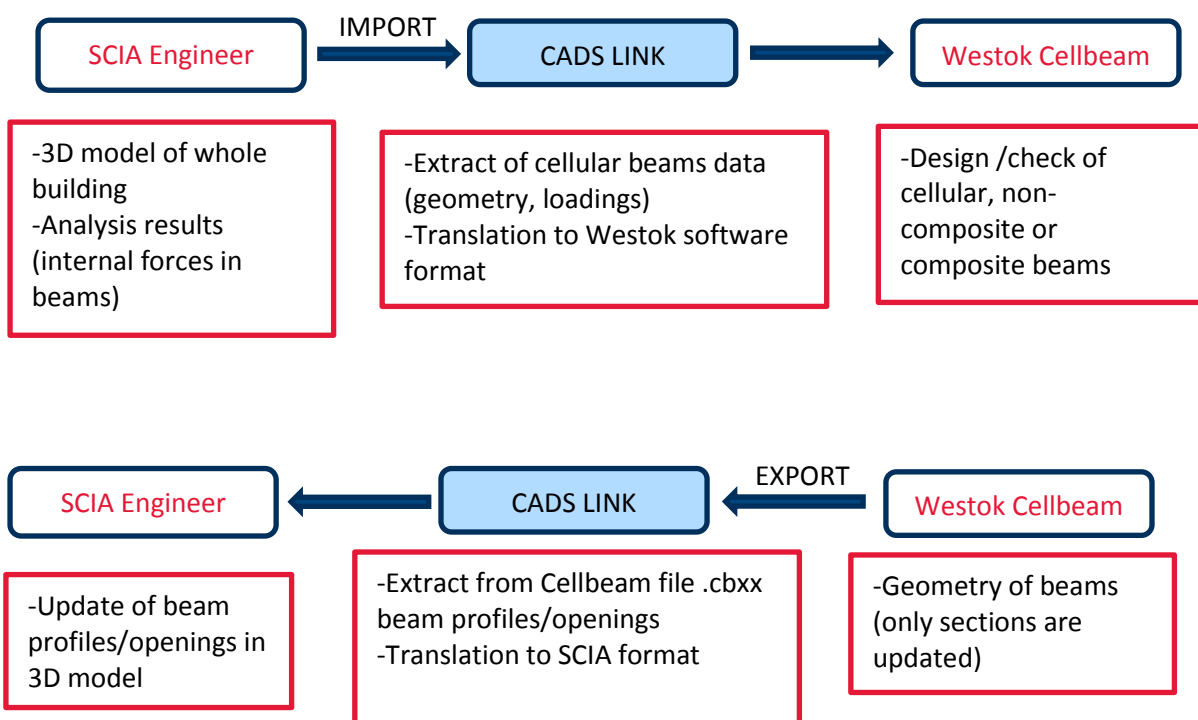 IMPORT
SCIA Engineer
CADS LINK
Westok Cellbeam
-3D model of whole
building
-Analysis results
(internal forces in
beams)
-Extract of cellular beams data
(geometry, loadings)
-Translation to Westok software
format
-Design /check of
cellular, non-
composite or
composite beams
EXPORT
SCIA Engineer
CADS LINK
Westok Cellbeam
-Update of beam
profiles/openings in
3D model
-Extract from Cellbeam file .cbxx
beam profiles/openings
-Translation to SCIA format
-Geometry of beams
(only sections are
updated)